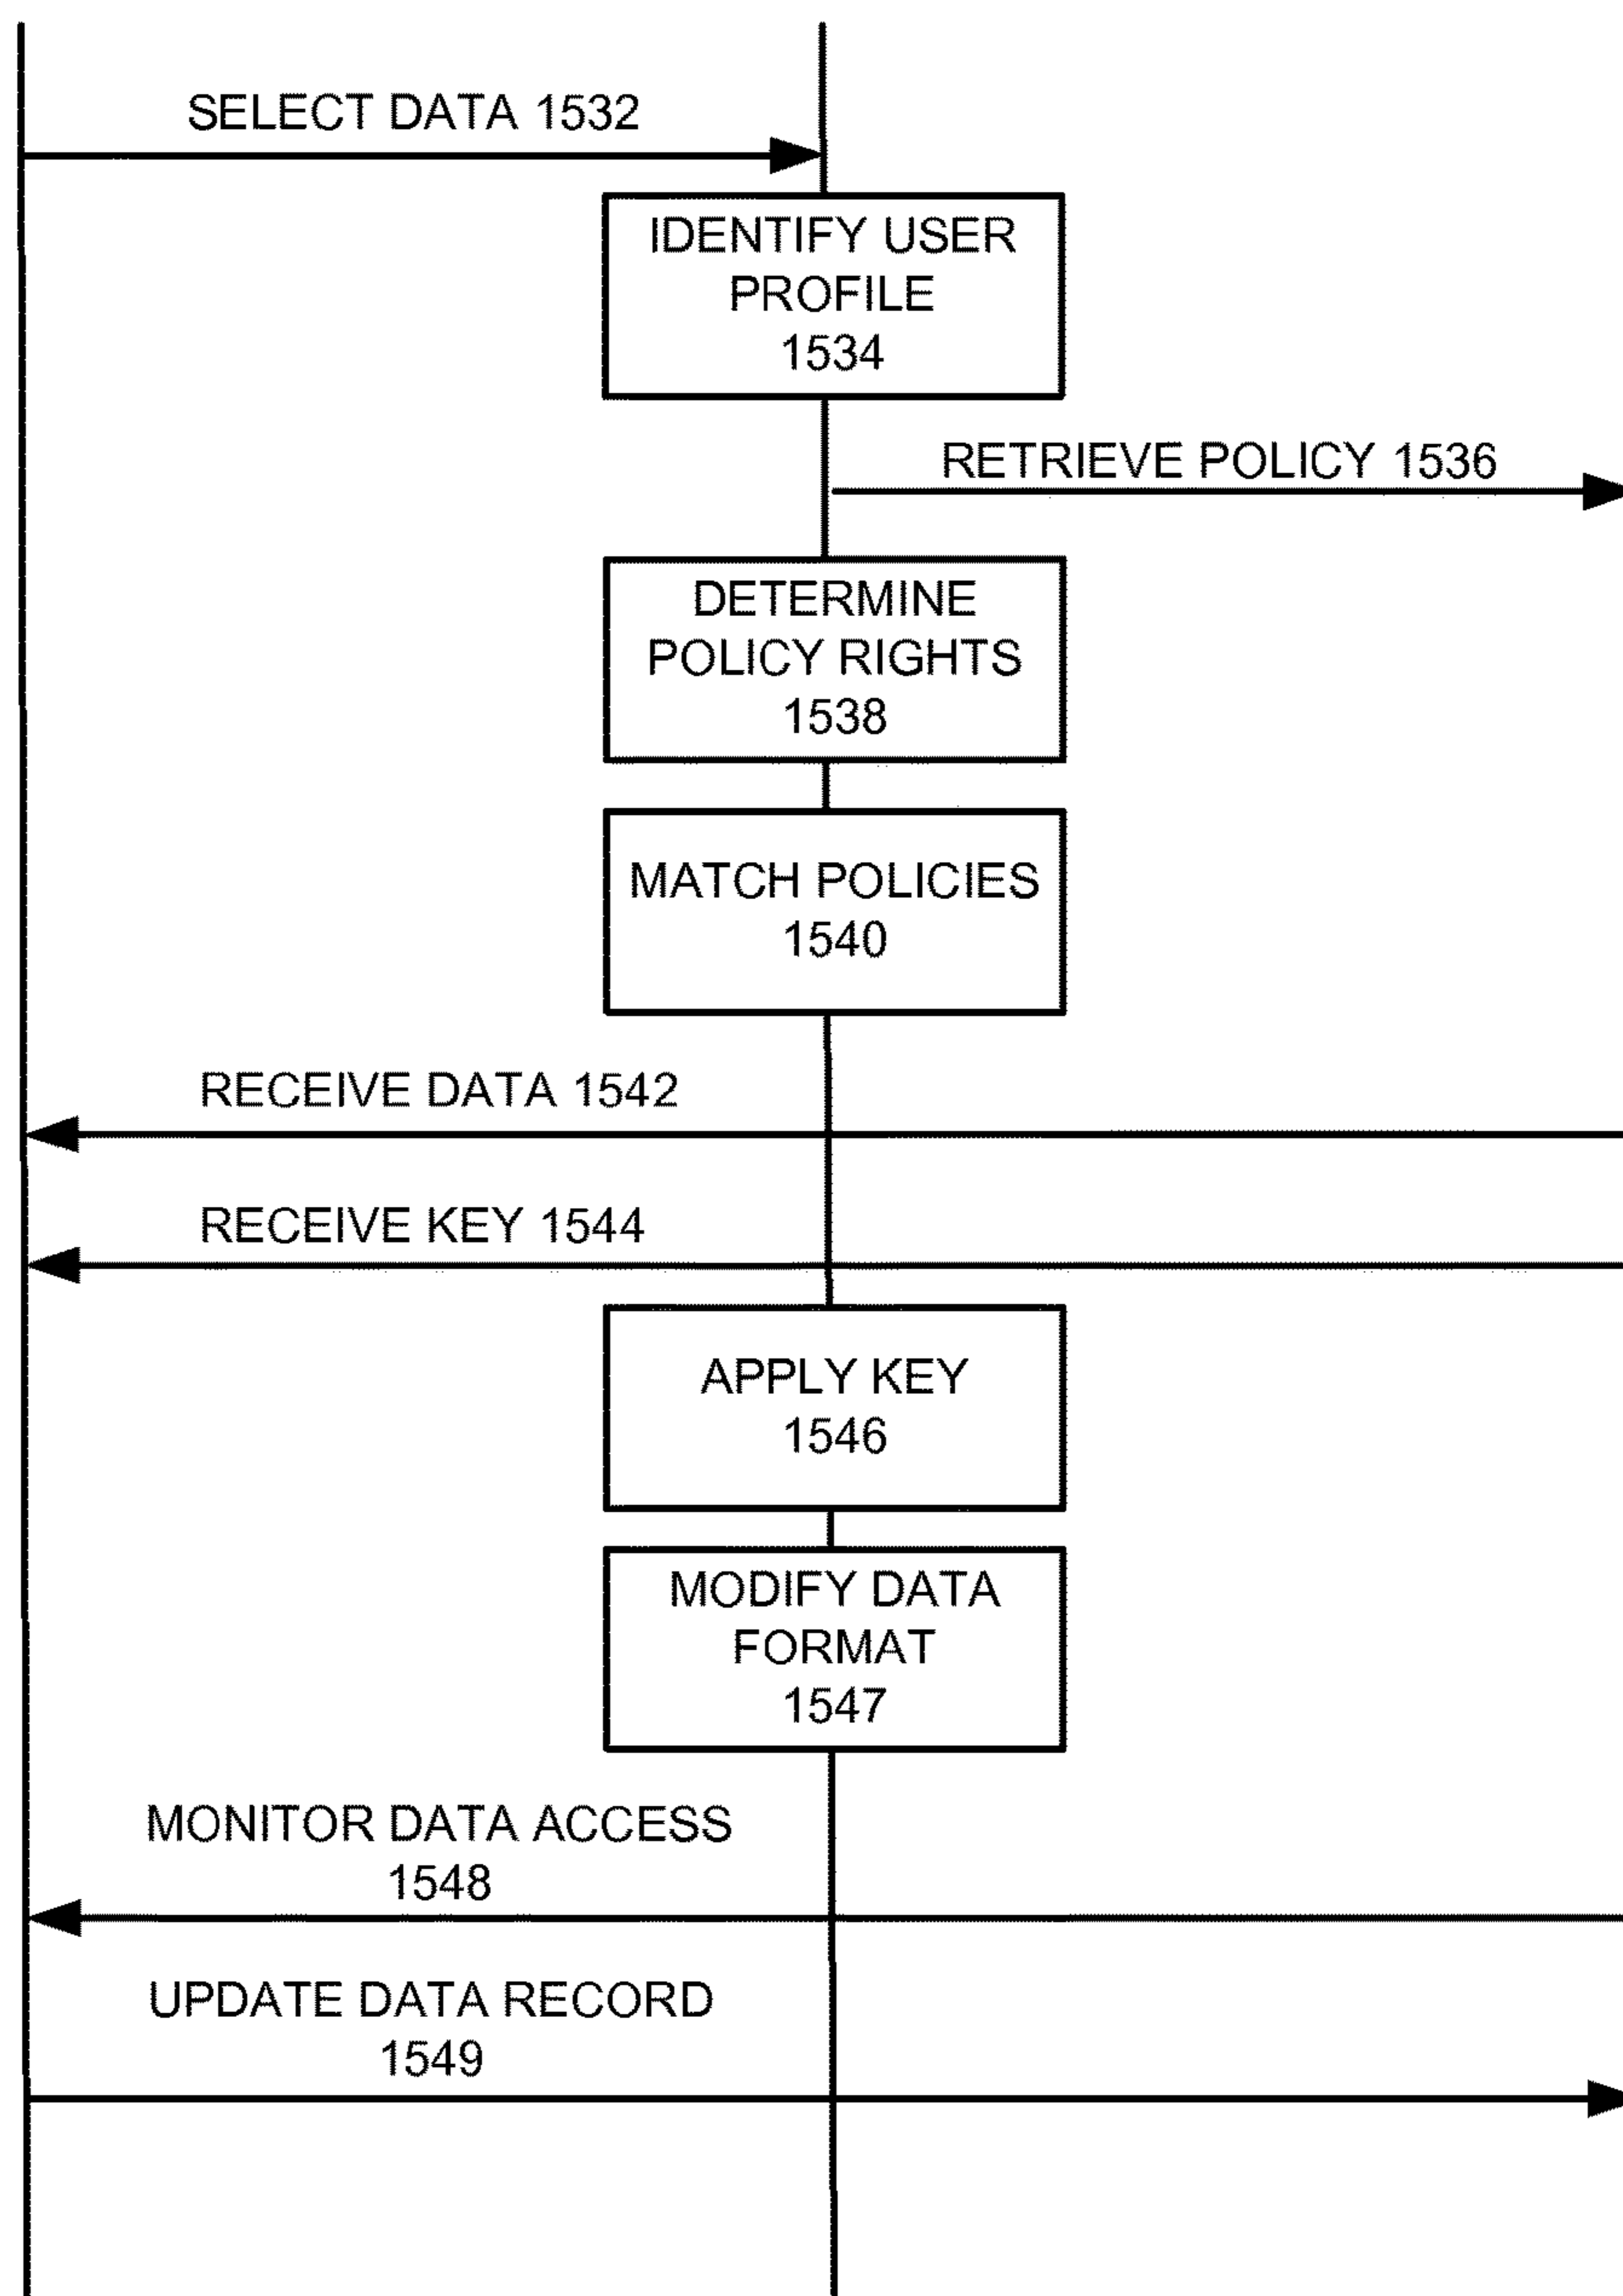 SELECT DATA 1532
IDENTIFY USER
PROFILE
1534
RETRIEVE POLICY 1536
DETERMINE
POLICY RIGHTS
1538
MATCH POLICIES
1540
RECEIVE DATA 1542
RECEIVE KEY 1544
APPLY KEY
1546
MODIFY DATA
FORMAT
1547
MONITOR DATA ACCESS
1548
UPDATE DATA RECORD
1549